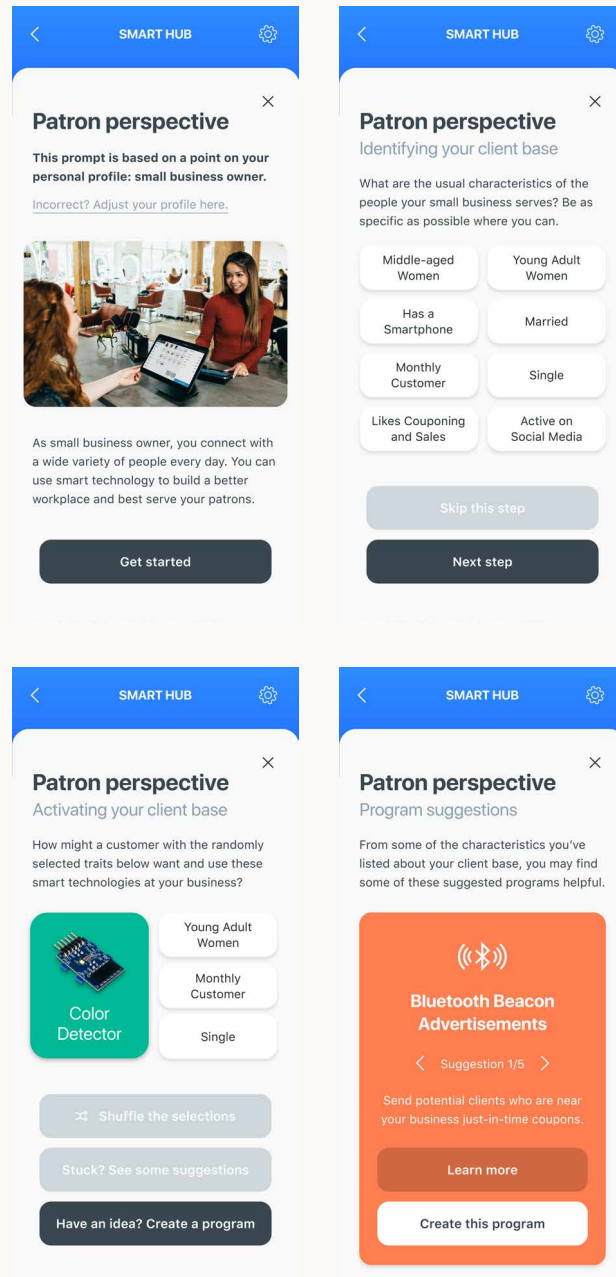 SMART HUB
Patron perspective
This prompt is based on a point on your
personal profile: small business owner.
Incorrect? Adjust your profile here.
As small business owner, you connect with
a wide variety of people every day. You can
use smart technology to build a better
workplace and best serve your patrons.
Get started
SMART HUB
Patron perspective
Identifying your client base
What are the usual characteristics of the
people your small business serves? Be as
specific as possible where you can.
Middle-aged
Women
Young Adult
Women
Has a
Smartphone
Married
Monthly
Customer
Single
Likes Couponing
and Sales
Active on
Social Media
Skip this step
Next step
SMART HUB
Patron perspective
Activating your client base
How might a customer with the randomly
selected traits below want and use these
smart technologies at your business?
Color
Detector
Young Adult
Women
Monthly
Customer
Single
Shuffle the selections
Stuck? See some suggestions
Have an idea? Create a program
SMART HUB
Patron perspective
Program suggestions
From some of the characteristics you've
listed about your client base, you may find
some of these suggested programs helpful.
Bluetooth Beacon
Advertisements
Suggestion 1/5
Send potential clients who are near
your business just-in-time coupons.
Learn more
Create this program